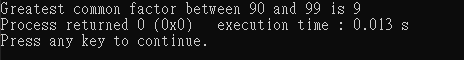 Greatest common factor between 90 and 99 is 9
Process returned 0 (0x0)   execution time : 0.013 s
Press any key to continue.